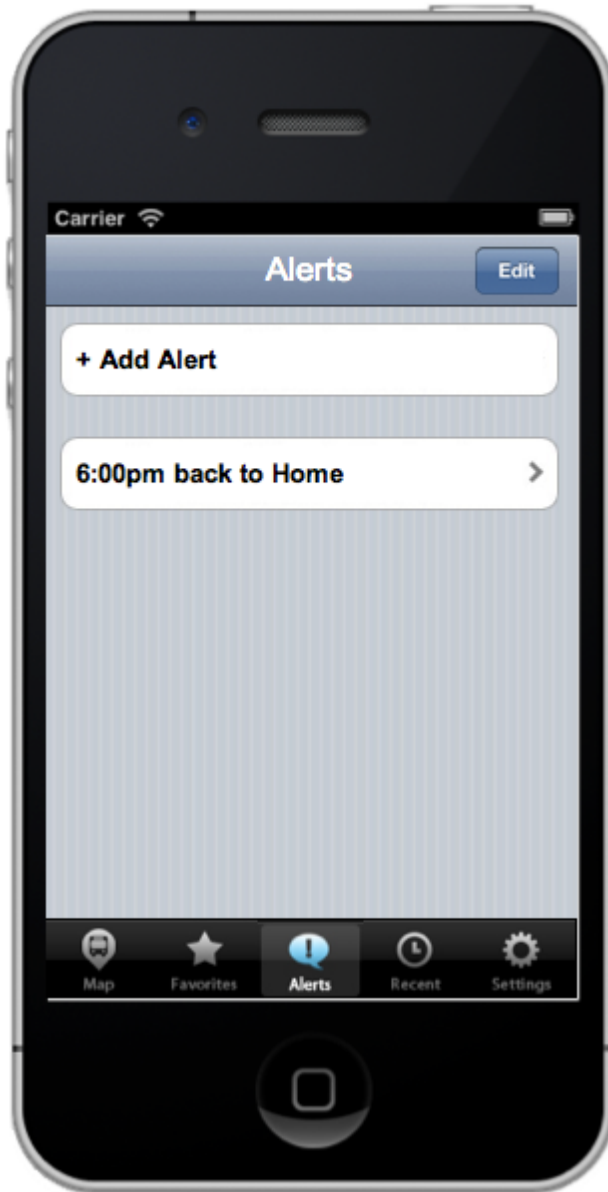 Carrier
Alerts
Edit
+ Add Alert
6:00pm back to Home
Map
Favorites
Alerts
Recent
Settings